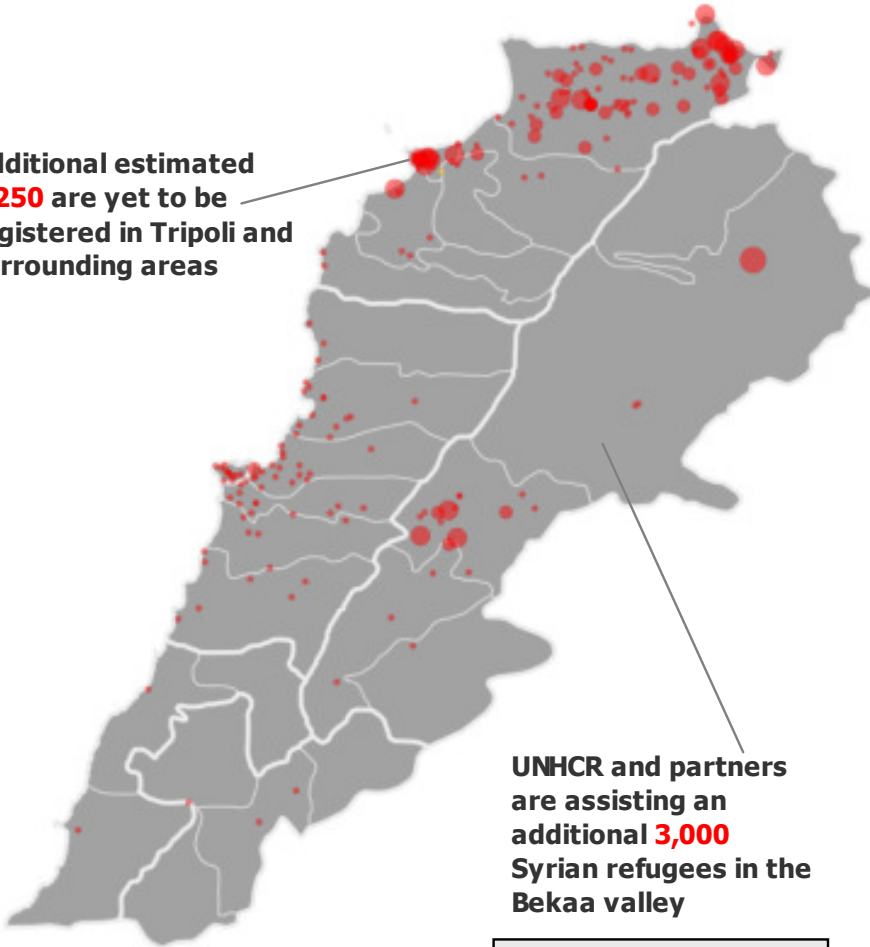 dditional estimated
250 are yet to be
gistered in Tripoli and
rrounding areas
UNHCR and partners
are assisting an
additional 3,000
Syrian refugees in the
Bekaa valley